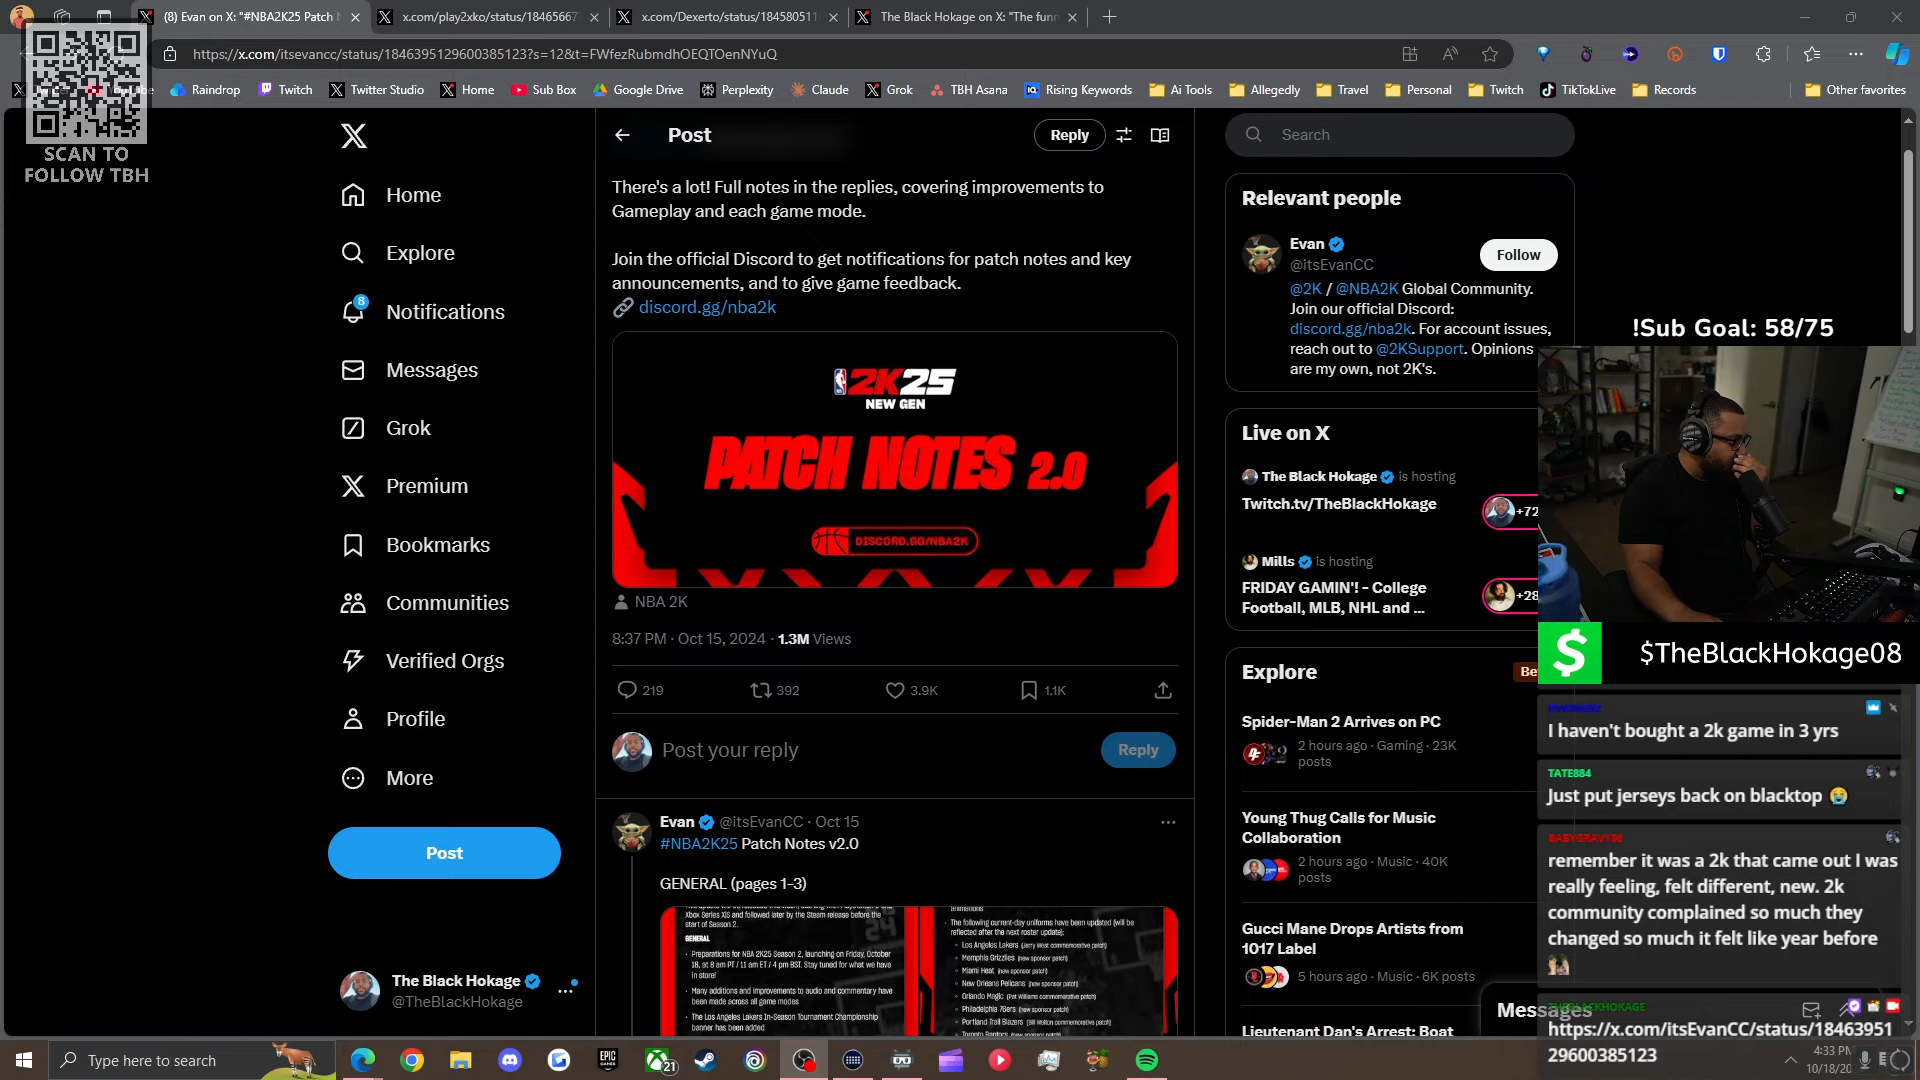 (8) Evan on X: "#NBA2K25 Patch N
x.com/play2xko/status/1846566
x.com/Dexerto/status/18458051
The Black Hokage on X: "The funn
https://x.com/itsevancc/status/1846395129600385123?s=12&t=FWfezRubmdhOEQTOenNYuQ
Raindrop
Twitch
Twitter Studio
Home
Sub Box
Google Drive
Perplexity
Claude
Grok
TBH Asana
Rising Keywords
Ai Tools
Allegedly
Travel
Personal
Twitch
TikTokLive
Records
Other favorites
SCAN TO
FOLLOW TBH
Home
Explore
8
Notifications
Messages
Grok
Premium
Bookmarks
Communities
Verified Orgs
Profile
More
Post
The Black Hokage
@TheBlackHokage
Post
Reply
There's a lot! Full notes in the replies, covering improvements to
Gameplay and each game mode.
Join the official Discord to get notifications for patch notes and key
announcements, and to give game feedback.
discord.gg/nba2k
2K25
NEW GEN
PATCH NOTES 2.0
DISCORD.GG/NBA2K
NBA 2K
8:37 PM · Oct 15, 2024 · 1.3M Views
219
392
3.9K
1.1K
Post your reply
Reply
Evan @itsEvanCC · Oct 15
#NBA2K25 Patch Notes v2.0
GENERAL (pages 1-3)
Xbox Series X|S and followed later by the Steam release before the
start of Season 2.
GENERAL
· Preparations for NBA 2K25 Season 2, launching on Friday, October
18, at 8 am PT / 11 am ET / 4 pm BST. Stay tuned for what we have
in store!
· Many additions and improvements to audio and commentary have
been made across all game modes
· The Los Angeles Lakers In-Season Tournament Championship
banner has been added
animations
· The following current-day uniforms have been updated (will be
reflected after the next roster update):
Los Angeles Lakers (Jerry West commemorative patch)
Memphis Grizzlies (new sponsor patch)
Miami Heat (new sponsor patch)
New Orleans Pelicans (new sponsor patch)
Orlando Magic (Pat Williams commemorative patch)
Philadelphia 76ers (new sponsor patch)
Portland Trail Blazers (Bill Walton commemorative patch)
Search
Relevant people
Evan
@itsEvanCC
Follow
@2K / @NBA2K Global Community.
Join our official Discord:
discord.gg/nba2k. For account issues,
reach out to @2KSupport. Opinions
are my own, not 2K's.
Live on X
The Black Hokage is hosting
Twitch.tv/TheBlackHokage
+72
Mills is hosting
FRIDAY GAMIN'! - College
Football, MLB, NHL and ...
+28
Explore
Be
Spider-Man 2 Arrives on PC
2 hours ago · Gaming · 23K
posts
Young Thug Calls for Music
Collaboration
2 hours ago · Music · 40K
posts
Gucci Mane Drops Artists from
1017 Label
5 hours ago · Music · 6K posts
Lieutenant Dan's Arrest: Boat
Messages
!Sub Goal: 58/75
$TheBlackHokage08
I haven't bought a 2k game in 3 yrs
TATE884
Just put jerseys back on blacktop 😭
remember it was a 2k that came out I was
really feeling, felt different, new. 2k
community complained so much they
changed so much it felt like year before
THEBLACKHOKAGE
https://x.com/itsEvanCC/status/18463951
29600385123
Type here to search
EPIC
GAMES
21
4:33 PM
10/18/20